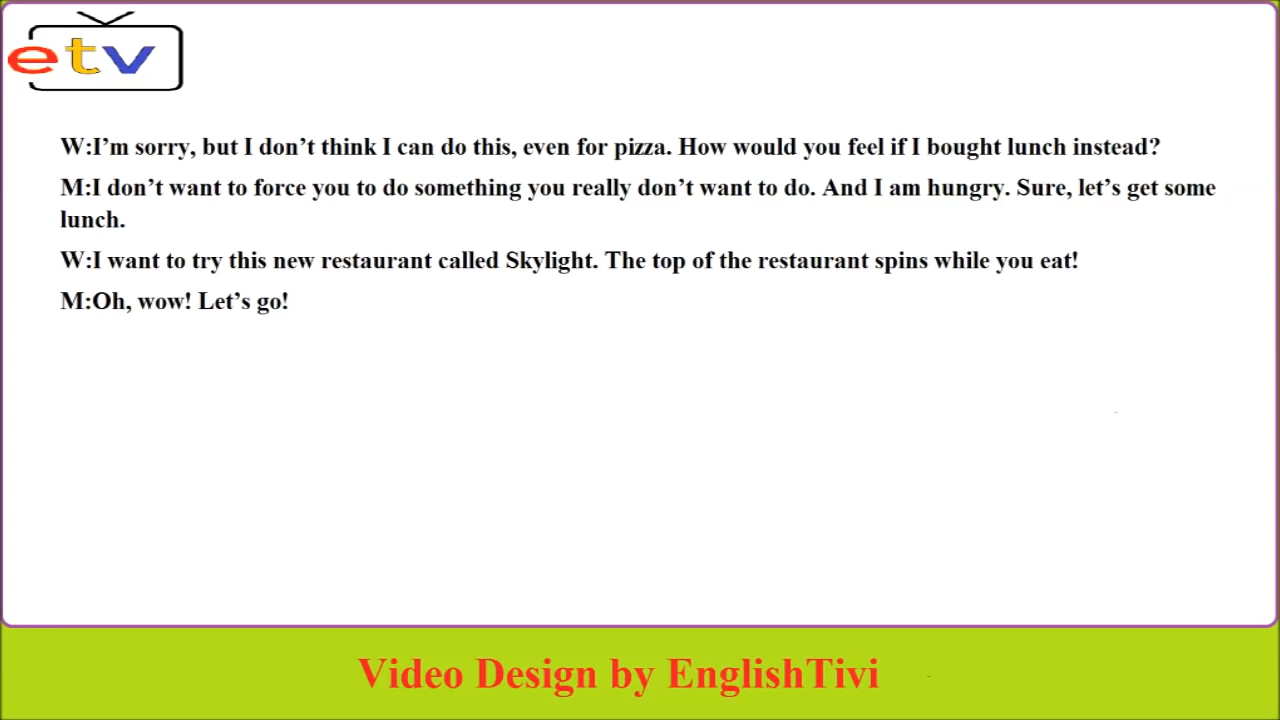 etv
W:I'm sorry, but I don't think I can do this, even for pizza. How would you feel if I bought lunch instead?
M:I don't want to force you to do something you really don't want to do. And I am hungry. Sure, let's get some
lunch.
W:I want to try this new restaurant called Skylight. The top of the restaurant spins while you eat!
M:Oh, wow! Let's go!
Video Design by EnglishTivi